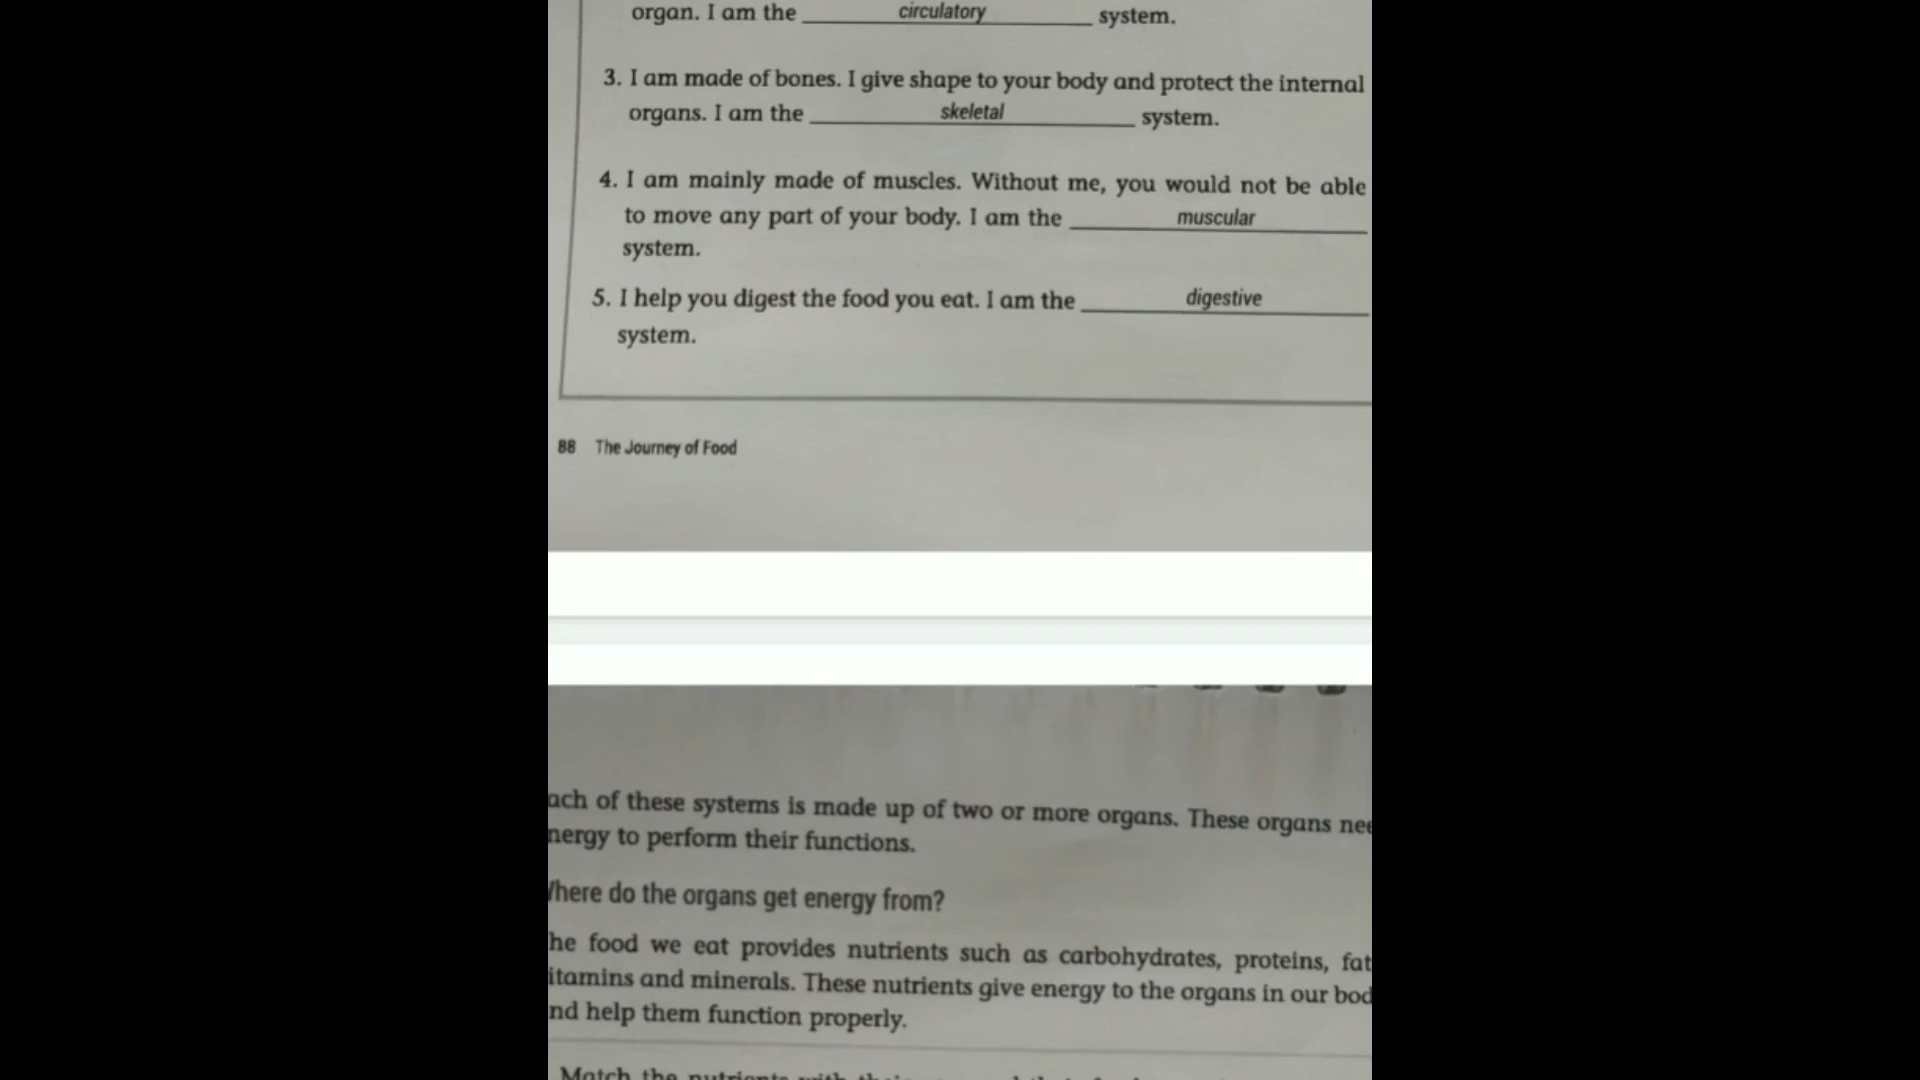 organ. I am the circulatory system.
3. I am made of bones. I give shape to your body and protect the internal
organs. I am the skeletal system.
4. I am mainly made of muscles. Without me, you would not be able
to move any part of your body. I am the muscular
system.
5. I help you digest the food you eat. I am the digestive
system.
88 The Journey of Food
ach of these systems is made up of two or more organs. These organs nee
nergy to perform their functions.
here do the organs get energy from?
he food we eat provides nutrients such as carbohydrates, proteins, fat
itamins and minerals. These nutrients give energy to the organs in our bod
nd help them function properly.
Match the nutrients with